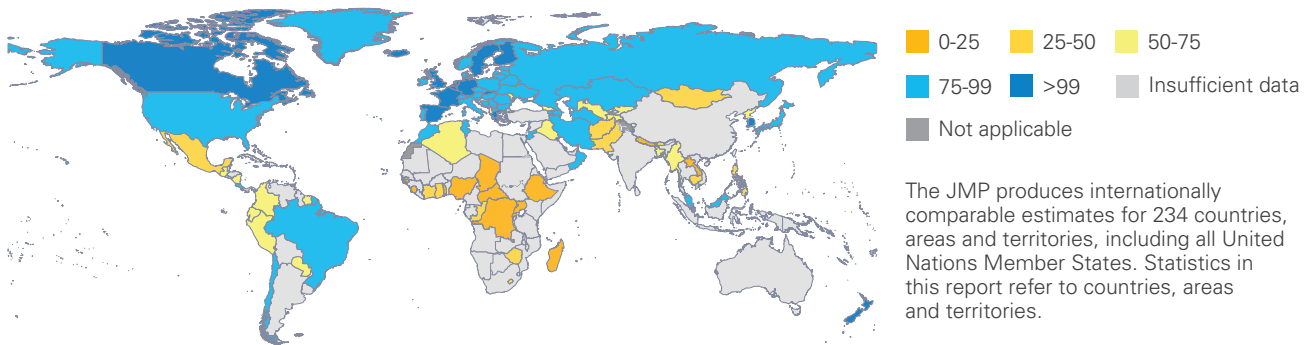 0-25 25-50 50-75
75-99 >99 Insufficient data
Not applicable
The JMP produces internationally
comparable estimates for 234 countries,
areas and territories, including all United
Nations Member States. Statistics in
this report refer to countries, areas
and territories.